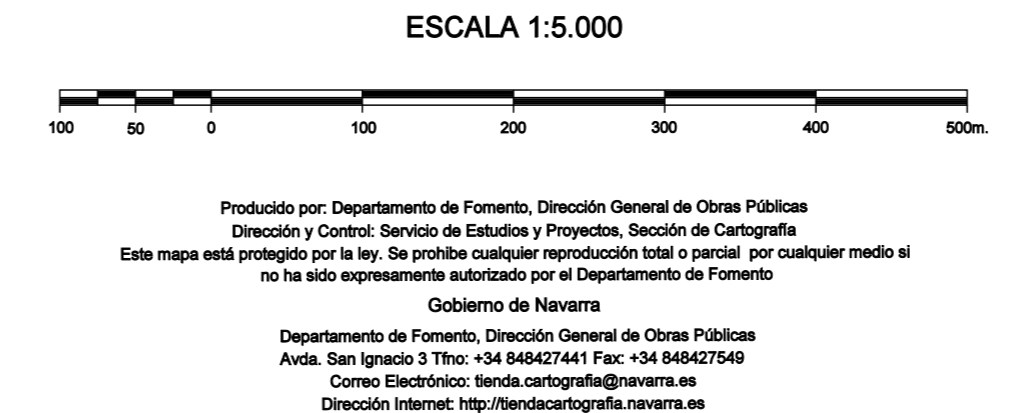 ESCALA 1:5.000
100 50 0 100 200 300 400 500m.
Producido por: Departamento de Fomento, Dirección General de Obras Públicas
Dirección y Control: Servicio de Estudios y Proyectos, Sección de Cartografía
Este mapa está protegido por la ley. Se prohibe cualquier reproducción total o parcial por cualquier medio si
no ha sido expresamente autorizado por el Departamento de Fomento
Gobierno de Navarra
Departamento de Fomento, Dirección General de Obras Públicas
Avda. San Ignacio 3 Tfno: +34 848427441 Fax: +34 848427549
Correo Electrónico: tienda.cartografia@navarra.es
Dirección Internet: http://tiendacartografia.navarra.es